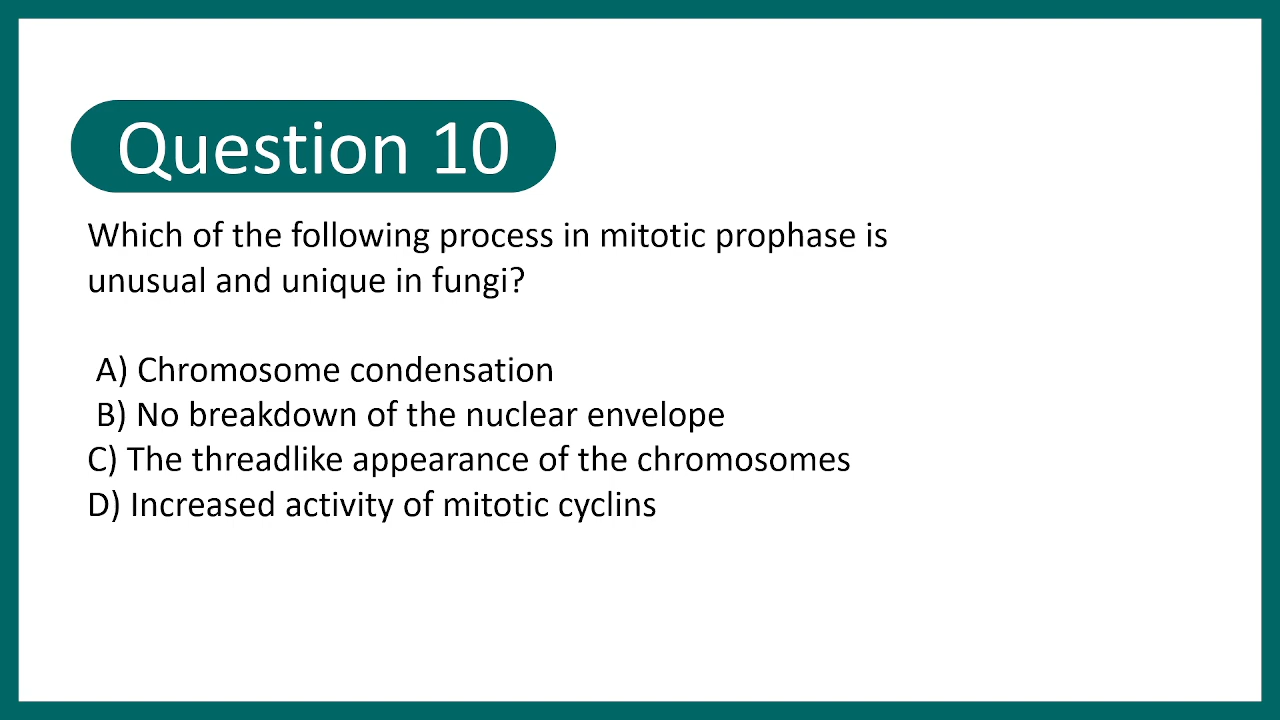 Question 10
Which of the following process in mitotic prophase is
unusual and unique in fungi?
A) Chromosome condensation
B) No breakdown of the nuclear envelope
C) The threadlike appearance of the chromosomes
D) Increased activity of mitotic cyclins